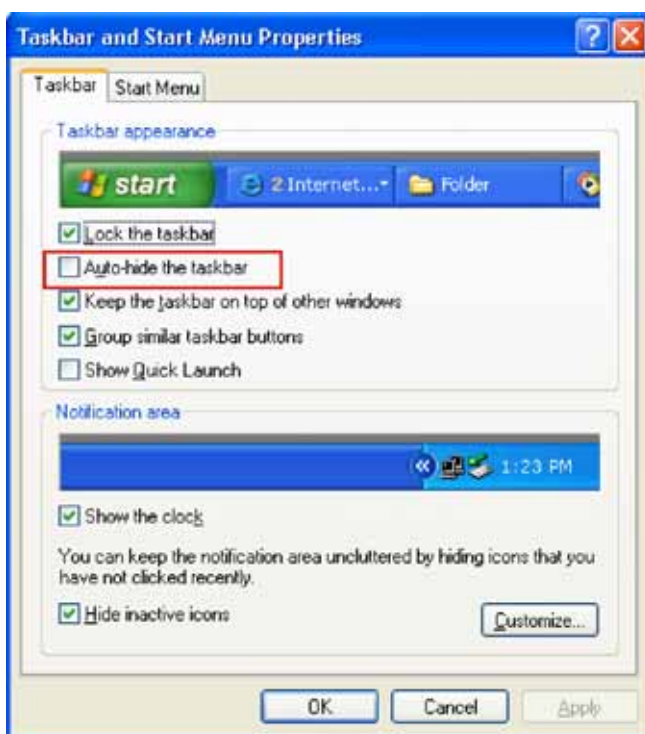 Taskbar and Start Menu Properties
Taskbar
Start Menu
Taskbar appearance
start
2 Internet...
Folder
Lock the taskbar
Auto-hide the taskbar
Keep the taskbar on top of other windows
Group similar taskbar buttons
Show Quick Launch
Notification area
1:23 PM
Show the clock
You can keep the notification area uncluttered by hiding icons that you
have not clicked recently.
Hide inactive icons
Customize...
OK
Cancel
Apply